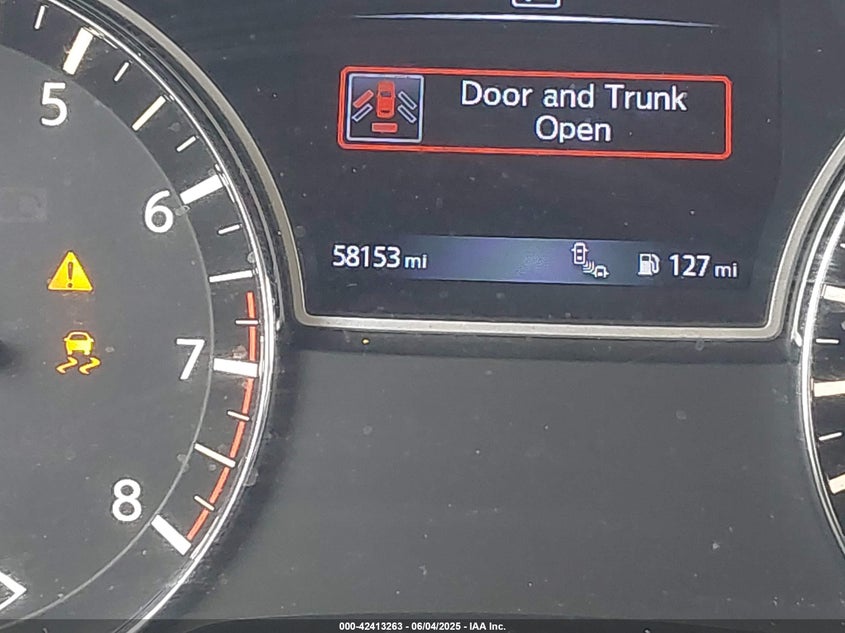 5
Door and Trunk
Open
6
58153 mi
127 mi
7
8
000-42413263 - 06/04/2025 - IAA Inc.